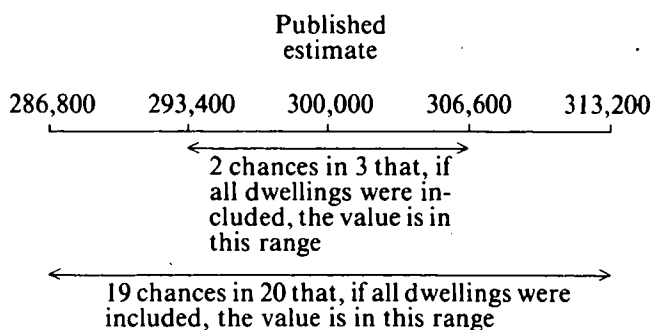 Published
estimate
286,800 293,400 300,000 306,600 313,200
2 chances in 3 that, if
all dwellings were in-
cluded, the value is in
this range
19 chances in 20 that, if all dwellings were
included, the value is in this range